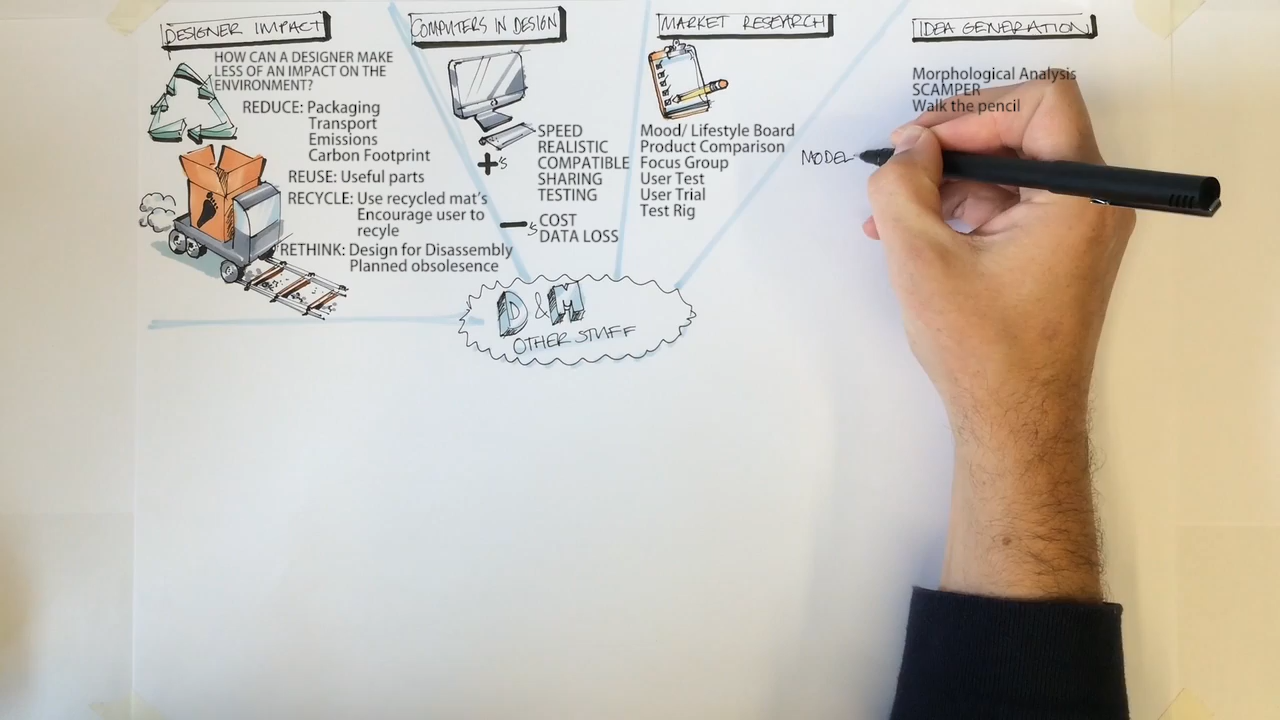 DESIGNER IMPACT
HOW CAN A DESIGNER MAKE
LESS OF AN IMPACT ON THE
ENVIRONMENT?
REDUCE: Packaging
Transport
Emissions
Carbon Footprint
REUSE: Useful parts
RECYCLE: Use recycled mat's
Encourage user to
recyle
RETHINK: Design for Disassembly
Planned obsolesence
COMPUTERS IN DESIGN
+'s
SPEED
REALISTIC
COMPATIBLE
SHARING
TESTING
-'s
COST
DATA LOSS
MARKET RESEARCH
Mood/ Lifestyle Board
Product Comparison
Focus Group
User Test
User Trial
Test Rig
IDEA GENERATION
Morphological Analysis
SCAMPER
Walk the pencil
MODEL
D & M
OTHER STUFF